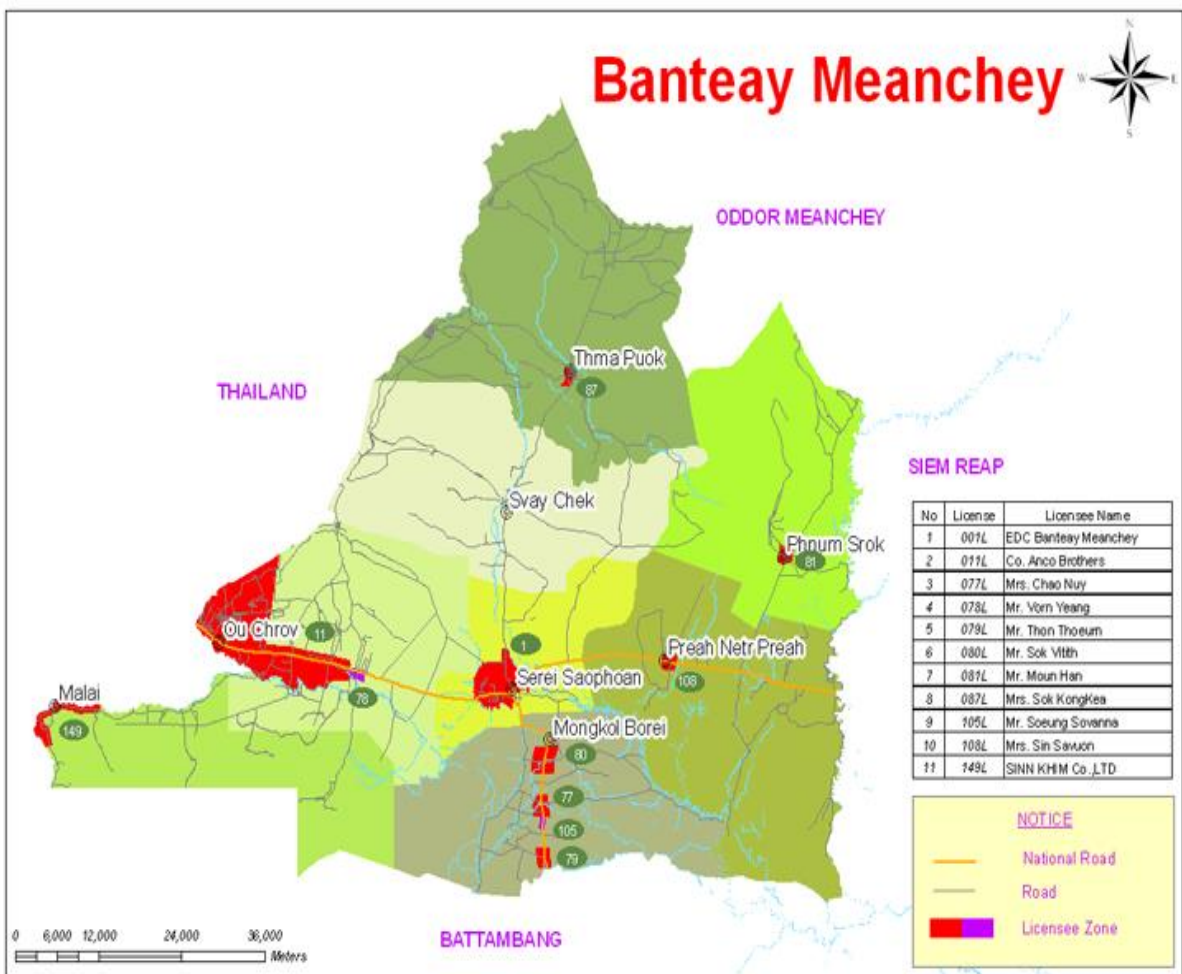 Banteay Meanchey
N
W
E
S
ODDOR MEANCHEY
THAILAND
Thma Puok
87
SIEM REAP
Svay Chek
Phnum Srok
81
Ou Chrov
11
1
Preah Netr Preah
108
Serei Saophoan
78
Malai
149
Mongkol Borei
80
77
105
79
BATTAMBANG
No License Licensee Name
1 001L EDC Banteay Meanchey
2 011L Co. Anco Brothers
3 077L Mrs. Chao Nuy
4 078L Mr. Vorn Yeang
5 079L Mr. Thon Thoeum
6 080L Mr. Sok Vitith
7 081L Mr. Moun Han
8 087L Mrs. Sok KongKea
9 105L Mr. Soeung Sovanna
10 108L Mrs. Sin Savuon
11 149L SINN KHIM Co.,LTD
NOTICE
National Road
Road
Licensee Zone
0 6,000 12,000 24,000 36,000
Meters